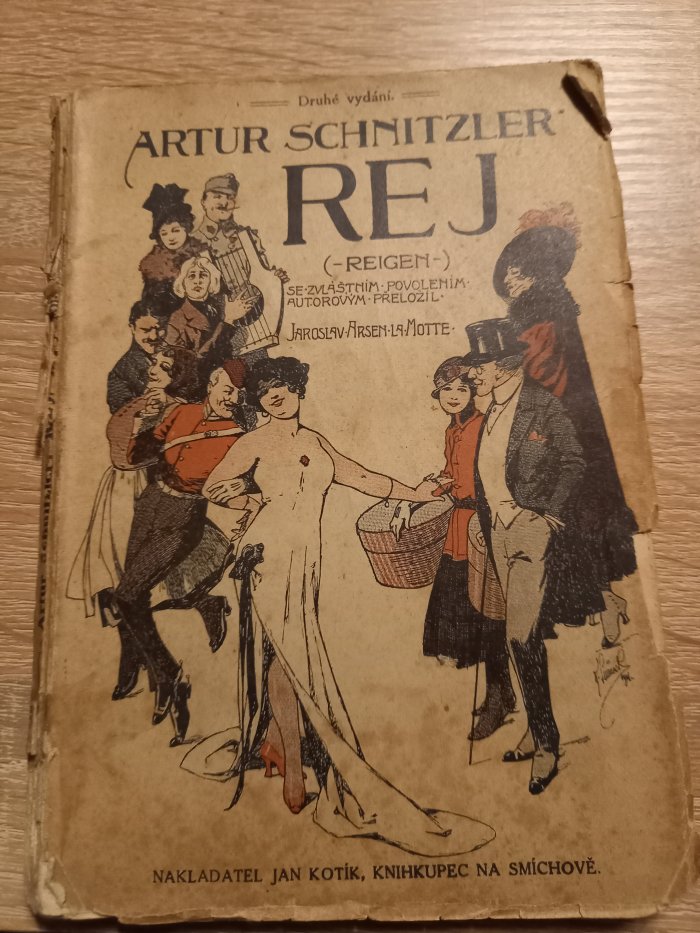 Druhé vydání.
ARTUR SCHNITZLER
REJ
(-REIGEN-)
SE·ZVLÁŠTNÍM·POVOLENÍM·
AUTOROVÝM·PŘELOŽIL·
JAROSLAV·ARSEN·LA·MOTTE·
NAKLADATEL JAN KOTÍK, KNIHKUPEC NA SMÍCHOVĚ.